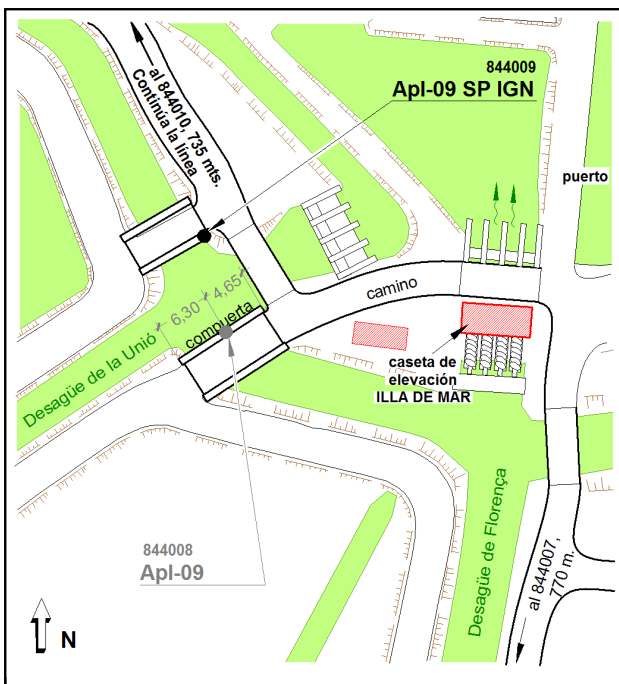 al 844010, 735 mts.
Continúa la línea
844009
Apl-09 SP IGN
puerto
camino
6,30
4,65
compuerta
Desagüe de la Unió
caseta de
elevación
ILLA DE MAR
Desagüe de Florença
844008
Apl-09
al 844007,
770 m.
N